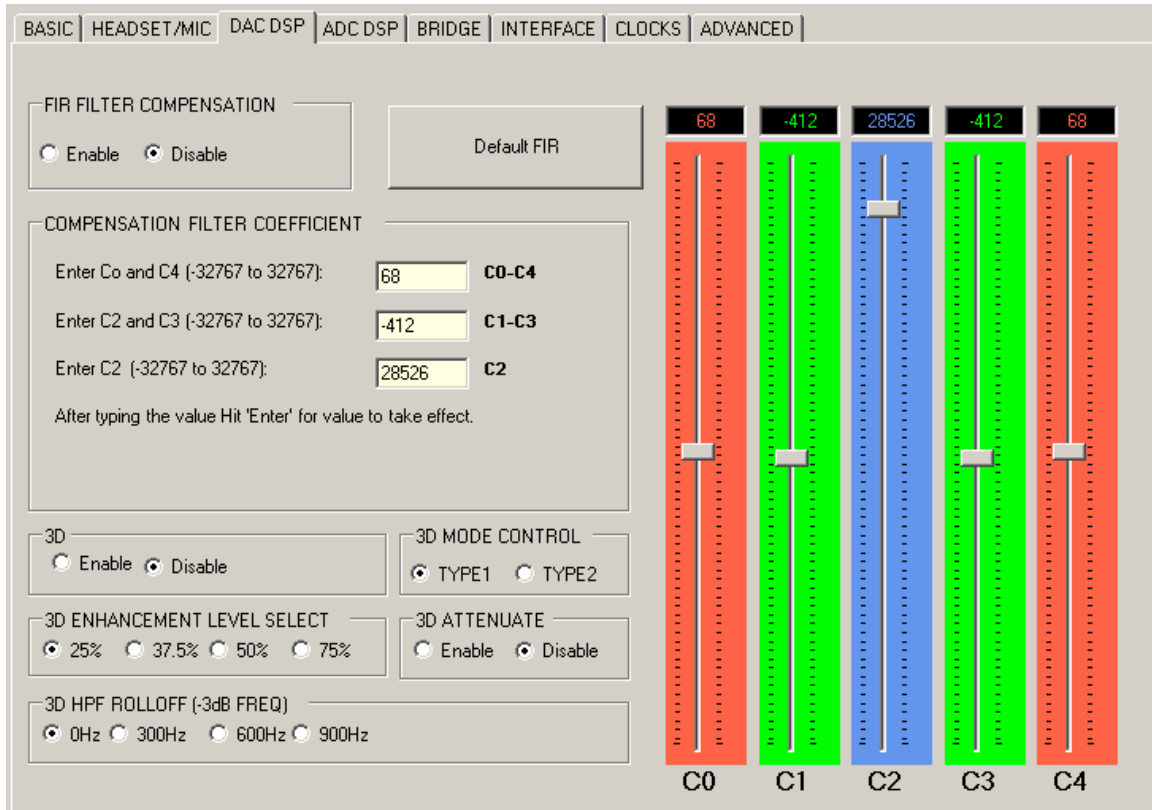 BASIC HEADSET/MIC DAC DSP ADC DSP BRIDGE INTERFACE CLOCKS ADVANCED
FIR FILTER COMPENSATION
Enable Disable
Default FIR
68 -412 28526 -412 68
COMPENSATION FILTER COEFFICIENT
Enter Co and C4 (-32767 to 32767): 68 C0-C4
Enter C2 and C3 (-32767 to 32767): -412 C1-C3
Enter C2 (-32767 to 32767): 28526 C2
After typing the value Hit 'Enter' for value to take effect.
3D
Enable Disable
3D MODE CONTROL
TYPE1 TYPE2
3D ENHANCEMENT LEVEL SELECT
25% 37.5% 50% 75%
3D ATTENUATE
Enable Disable
3D HPF ROLLOFF (-3dB FREQ)
0Hz 300Hz 600Hz 900Hz
C0 C1 C2 C3 C4